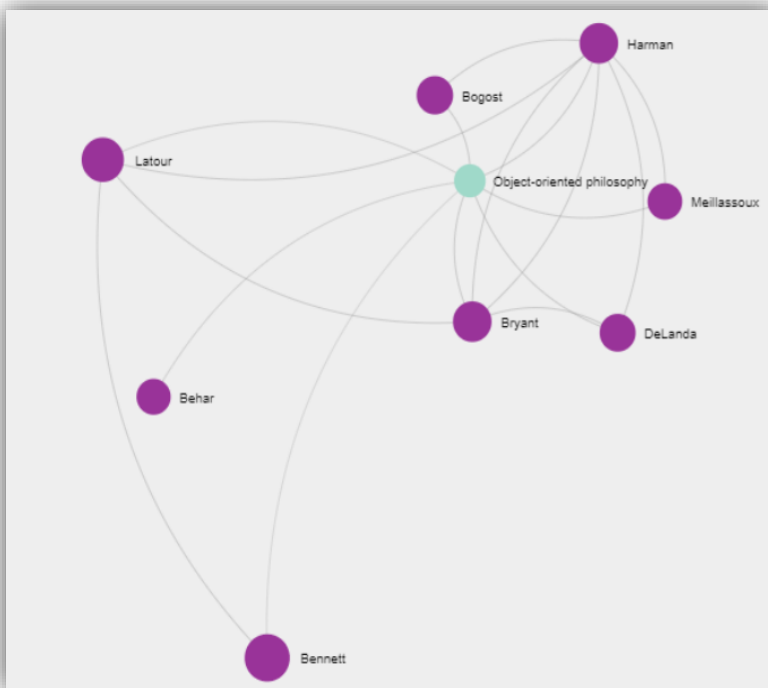 Harman
Bogost
Latour
Object-oriented philosophy
Meillassoux
Bryant
DeLanda
Behar
Bennett